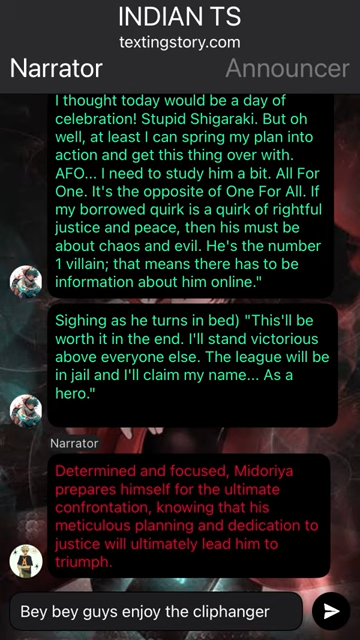 INDIAN TS
textingstory.com
Narrator
Announcer
I thought today would be a day of
celebration! Stupid Shigaraki. But oh
well, at least I can spring my plan into
action and get this thing over with.
AFO... I need to study him a bit. All For
One. It's the opposite of One For All. If
my borrowed quirk is a quirk of rightful
justice and peace, then his must be
about chaos and evil. He's the number
1 villain; that means there has to be
information about him online."
Sighing as he turns in bed) "This'll be
worth it in the end. I'll stand victorious
above everyone else. The league will be
in jail and I'll claim my name... As a
hero."
Narrator
Determined and focused, Midoriya
prepares himself for the ultimate
confrontation, knowing that his
meticulous planning and dedication to
justice will ultimately lead him to
triumph.
Bey bey guys enjoy the cliphanger